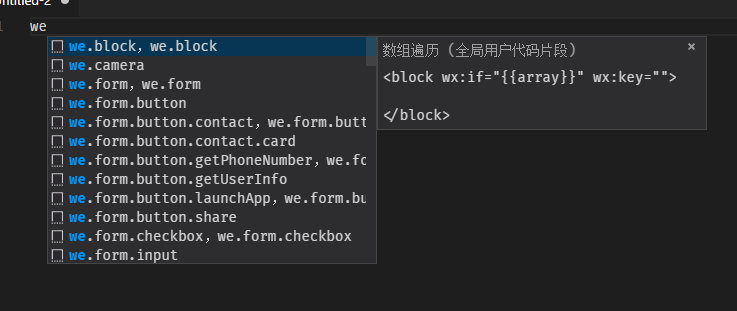 ntitled-2
1 we
we.block, we.block
we.camera
we.form, we.form
we.form.button
we.form.button.contact, we.form.butt
we.form.button.contact.card
we.form.button.getPhoneNumber, we.fo
we.form.button.getUserInfo
we.form.button.launchApp, we.form.bu
we.form.button.share
we.form.checkbox, we.form.checkbox
we.form.input
数组遍历 (全局用户代码片段) ×
<block wx:if="{{array}}" wx:key="">
</block>